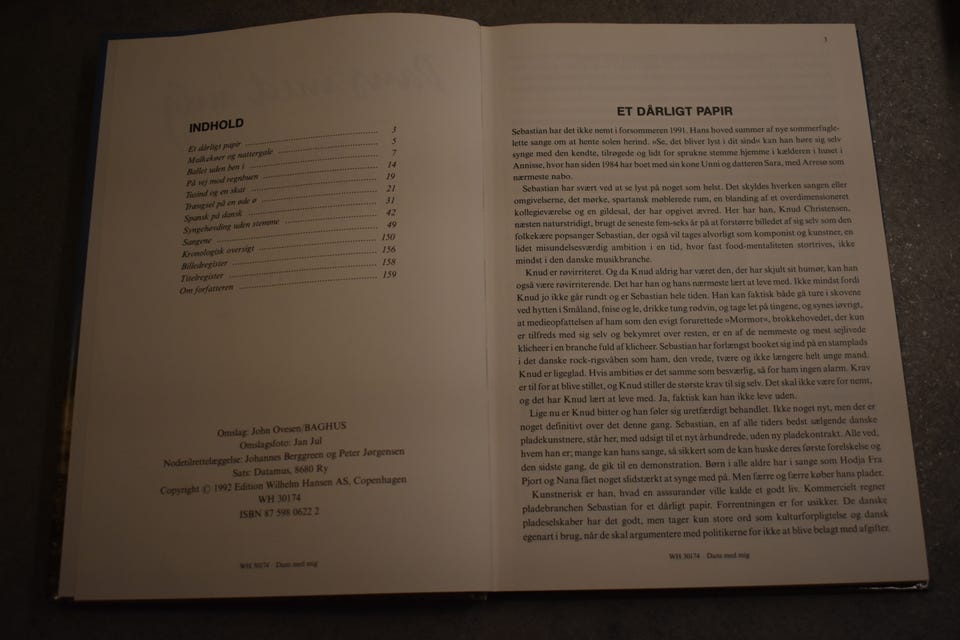 INDHOLD
Et dårligt papir 3
Malkekøer og nattergale 5
Ballet uden ben i 7
På vej mod regnbuen 14
Tusind og en skat 19
Trængsel på en øde ø 21
Spansk på dansk 31
Syngehøvding uden stemme 42
Sangene 49
Kronologisk oversigt 150
Billedregister 156
Titelregister 158
Om forfatteren 159
Omslag: John Ovesen/BAGHUS
Omslagsfoto: Jan Jul
Nodetilrettelæggelse: Johannes Berggreen og Peter Jørgensen
Sats: Datamus, 8680 Ry
Copyright © 1992 Edition Wilhelm Hansen AS, Copenhagen
WH 30174
ISBN 87 598 0622 2
WH 30174 Dans med mig
3
ET DÅRLIGT PAPIR
Sebastian har det ikke nemt i forsommeren 1991. Hans hoved summer af nye sommerfugle-
lette sange om at hente solen herind. »Se, det bliver lyst i dit sind« kan han høre sig selv
synge med den kendte, tilrøgede og lidt for sprukne stemme hjemme i kælderen i huset i
Annisse, hvor han siden 1984 har boet med sin kone Unni og datteren Sara, med Arresø som
nærmeste nabo.
Sebastian har svært ved at se lyst på noget som helst. Det skyldes hverken sangen eller
omgivelserne, det mørke, spartansk møblerede rum, en blanding af et overdimensioneret
kollegieværelse og en gildesal, der har opgivet ævred. Her har han, Knud Christensen,
næsten naturstridigt, brugt de seneste fem-seks år på at forstørre billedet af sig selv som den
folkekære popsanger Sebastian, der også vil tages alvorligt som komponist og kunstner, en
lidet misundelsesværdig ambition i en tid, hvor fast food-mentaliteten stortrives, ikke
mindst i den danske musikbranche.
Knud er røvirriteret. Og da Knud aldrig har været den, der har skjult sit humør, kan han
også være røvirriterende. Det har han og hans nærmeste lært at leve med. Ikke mindst fordi
Knud jo ikke går rundt og er Sebastian hele tiden. Han kan faktisk både gå ture i skovene
ved hytten i Småland, fnise og le, drikke tung rødvin, og tage let på tingene, og synes iøvrigt,
at medieopfattelsen af ham som den evigt forurettede »Mormor«, brokkehovedet, der kun
er tilfreds med sig selv og bekymret over resten, er en af de nemmeste og mest sejlivede
klicheer i en branche fuld af klicheer. Sebastian har forlængst booket sig ind på en stamplads
i det danske rock-rigsvåben som ham, den vrede, tvære og ikke længere helt unge mand.
Knud er ligeglad. Hvis ambitiøs er det samme som besværlig, så for ham ingen alarm. Krav
er til for at blive stillet, og Knud stiller de største krav til sig selv. Det skal ikke være for nemt,
og det har Knud lært at leve med. Ja, faktisk kan han ikke leve uden.
Lige nu er Knud bitter og han føler sig uretfærdigt behandlet. Ikke noget nyt, men der er
noget definitivt over det denne gang. Sebastian, en af alle tiders bedst sælgende danske
pladekunstnere, står her, med udsigt til et nyt århundrede, uden ny pladekontrakt. Alle ved,
hvem han er; mange kan hans sange, så sikkert som de kan huske deres første forelskelse og
den sidste gang, de gik til en demonstration. Børn i alle aldre har i sange som Hodja Fra
Pjort og Nana fået noget slidstærkt at synge med på. Men færre og færre køber hans plader.
Kunstnerisk er han, hvad en asssurandør ville kalde et godt liv. Kommercielt regner
pladebranchen Sebastian for et dårligt papir. Forrentningen er for usikker. De danske
pladeselskaber har det godt, men tager kun store ord som kulturforpligtelse og dansk
egenart i brug, når de skal argumentere med politikerne for ikke at blive belagt med afgifter.
WH 30174 Dans med mig